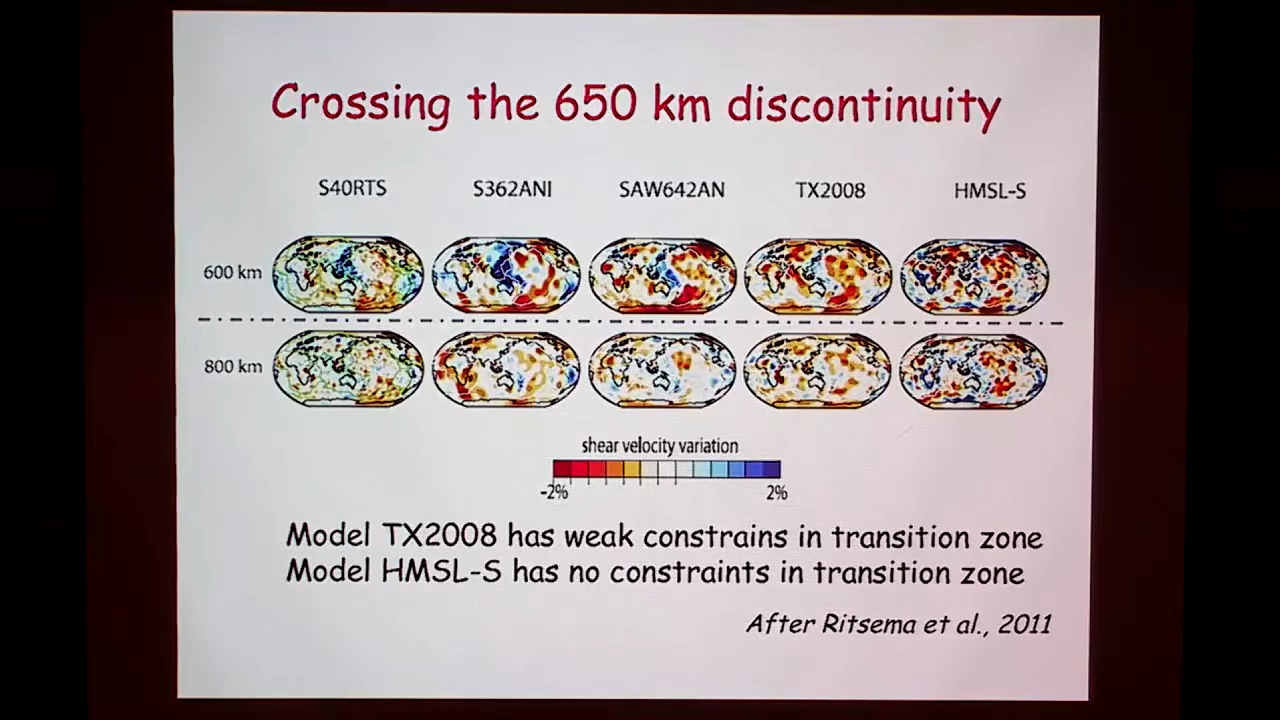 Crossing the 650 km discontinuity
S40RTS S362ANI SAW642AN TX2008 HMSL-S
600 km
800 km
shear velocity variation
-2% 2%
Model TX2008 has weak constrains in transition zone
Model HMSL-S has no constraints in transition zone
After Ritsema et al., 2011